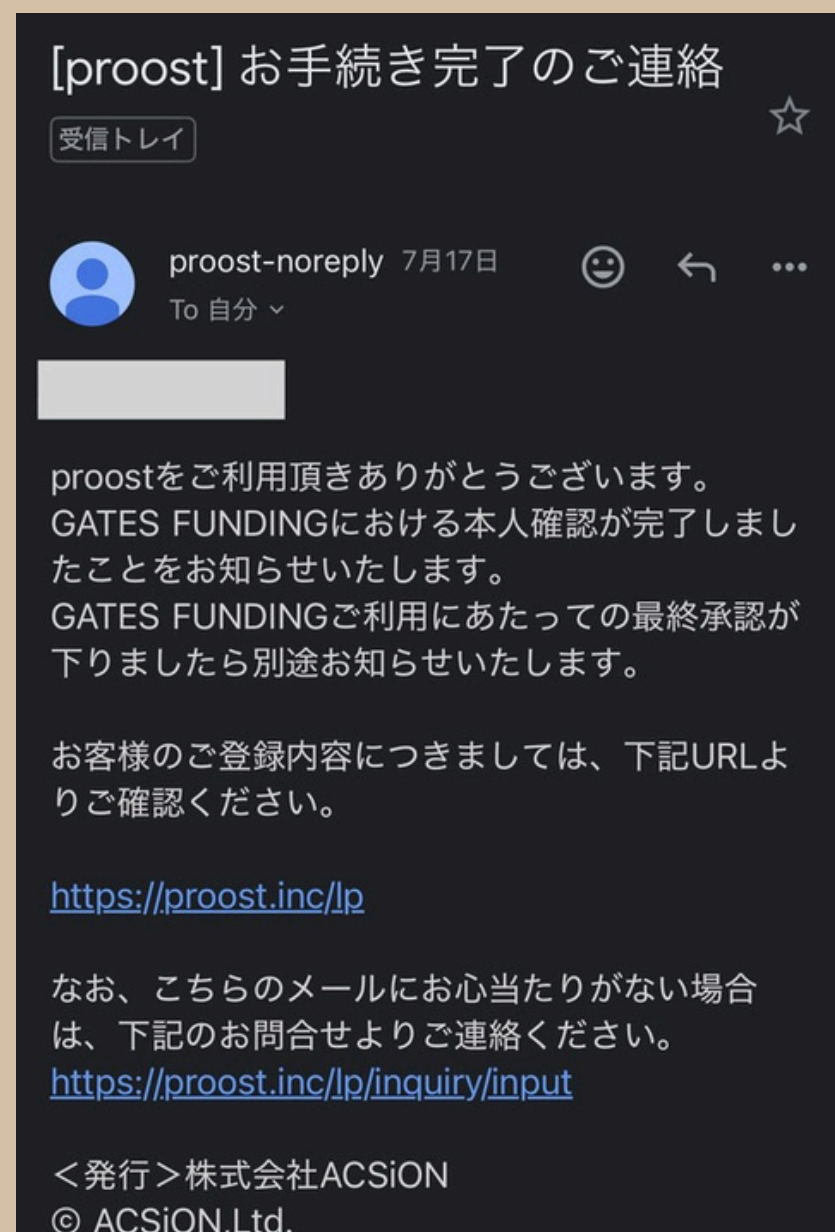 [proost] お手続き完了のご連絡
受信トレイ
proost-noreply 7月17日
To 自分
proostをご利用頂きありがとうございます。
GATES FUNDINGにおける本人確認が完了しまし
たことをお知らせいたします。
GATES FUNDINGご利用にあたっての最終承認が
下りましたら別途お知らせいたします。
お客様のご登録内容につきましては、下記URLよ
りご確認ください。
https://proost.inc/lp
なお、こちらのメールにお心当たりがない場合
は、下記のお問合せよりご連絡ください。
https://proost.inc/lp/inquiry/input
＜発行＞株式会社ACSiON
© ACSiON,Ltd.